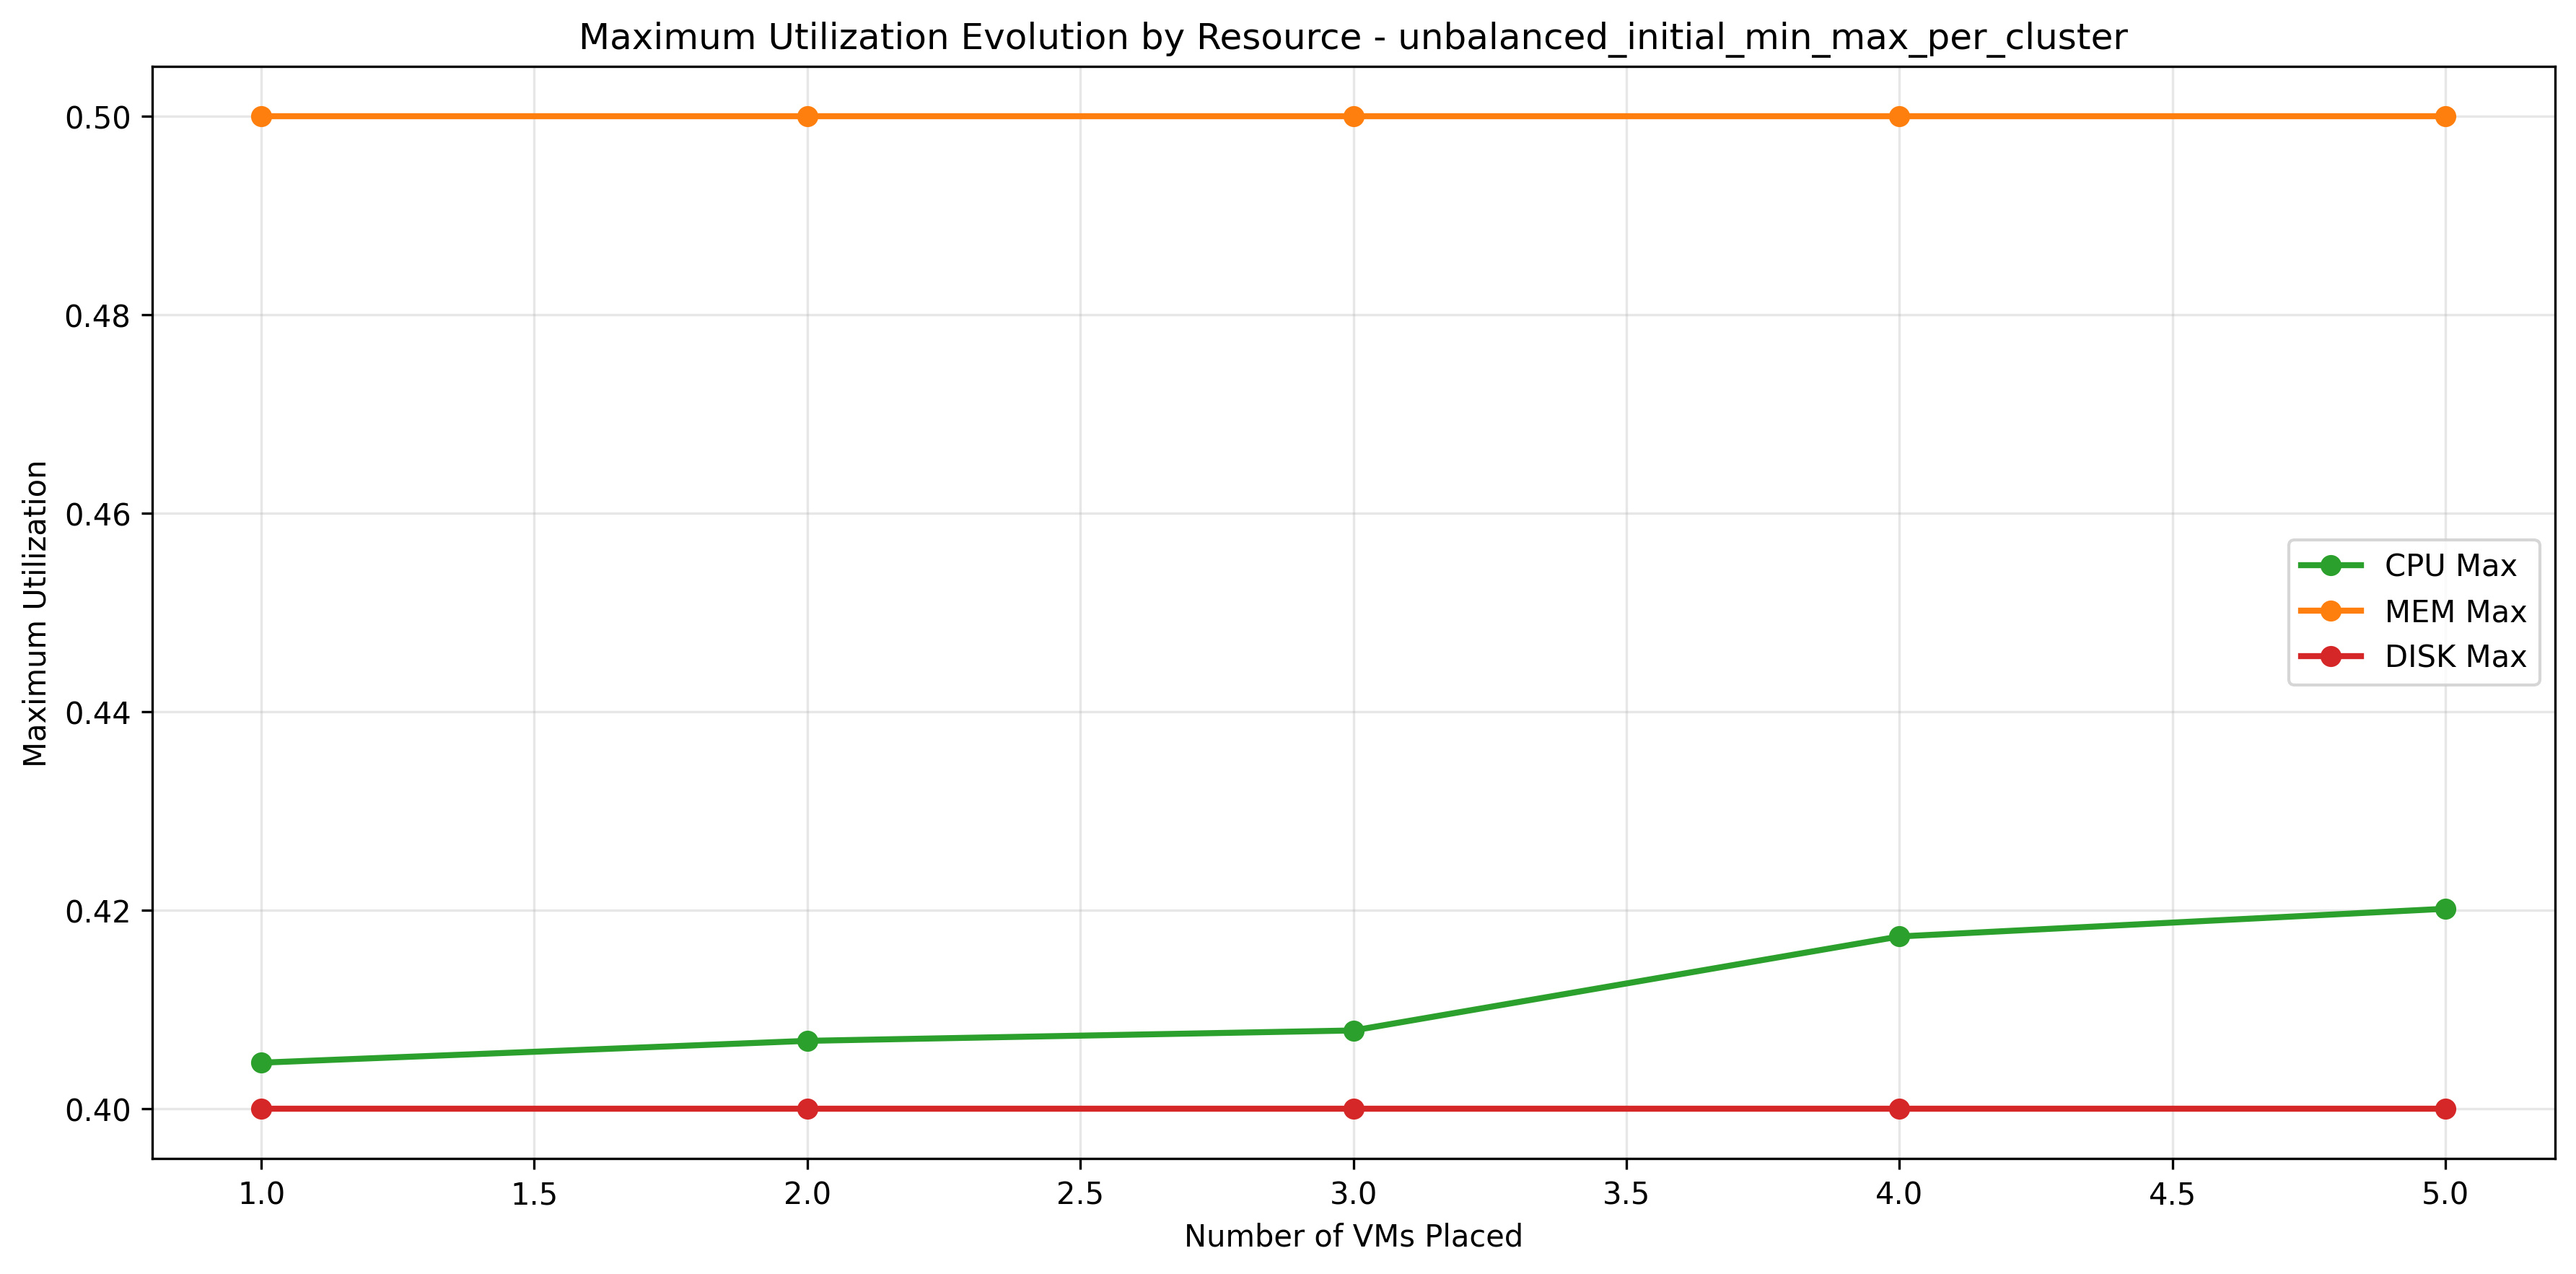 Maximum Utilization Evolution by Resource - unbalanced_initial_min_max_per_cluster
Maximum Utilization
0.50
0.48
0.46
0.44
0.42
0.40
CPU Max
MEM Max
DISK Max
1.0 1.5 2.0 2.5 3.0 3.5 4.0 4.5 5.0
Number of VMs Placed